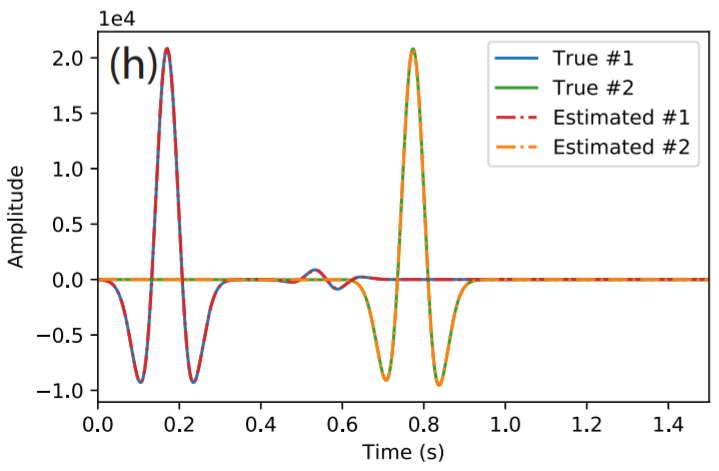 1e4
(h)
True #1
True #2
Estimated #1
Estimated #2
2.0
1.5
1.0
0.5
0.0
−0.5
−1.0
Amplitude
0.0 0.2 0.4 0.6 0.8 1.0 1.2 1.4
Time (s)